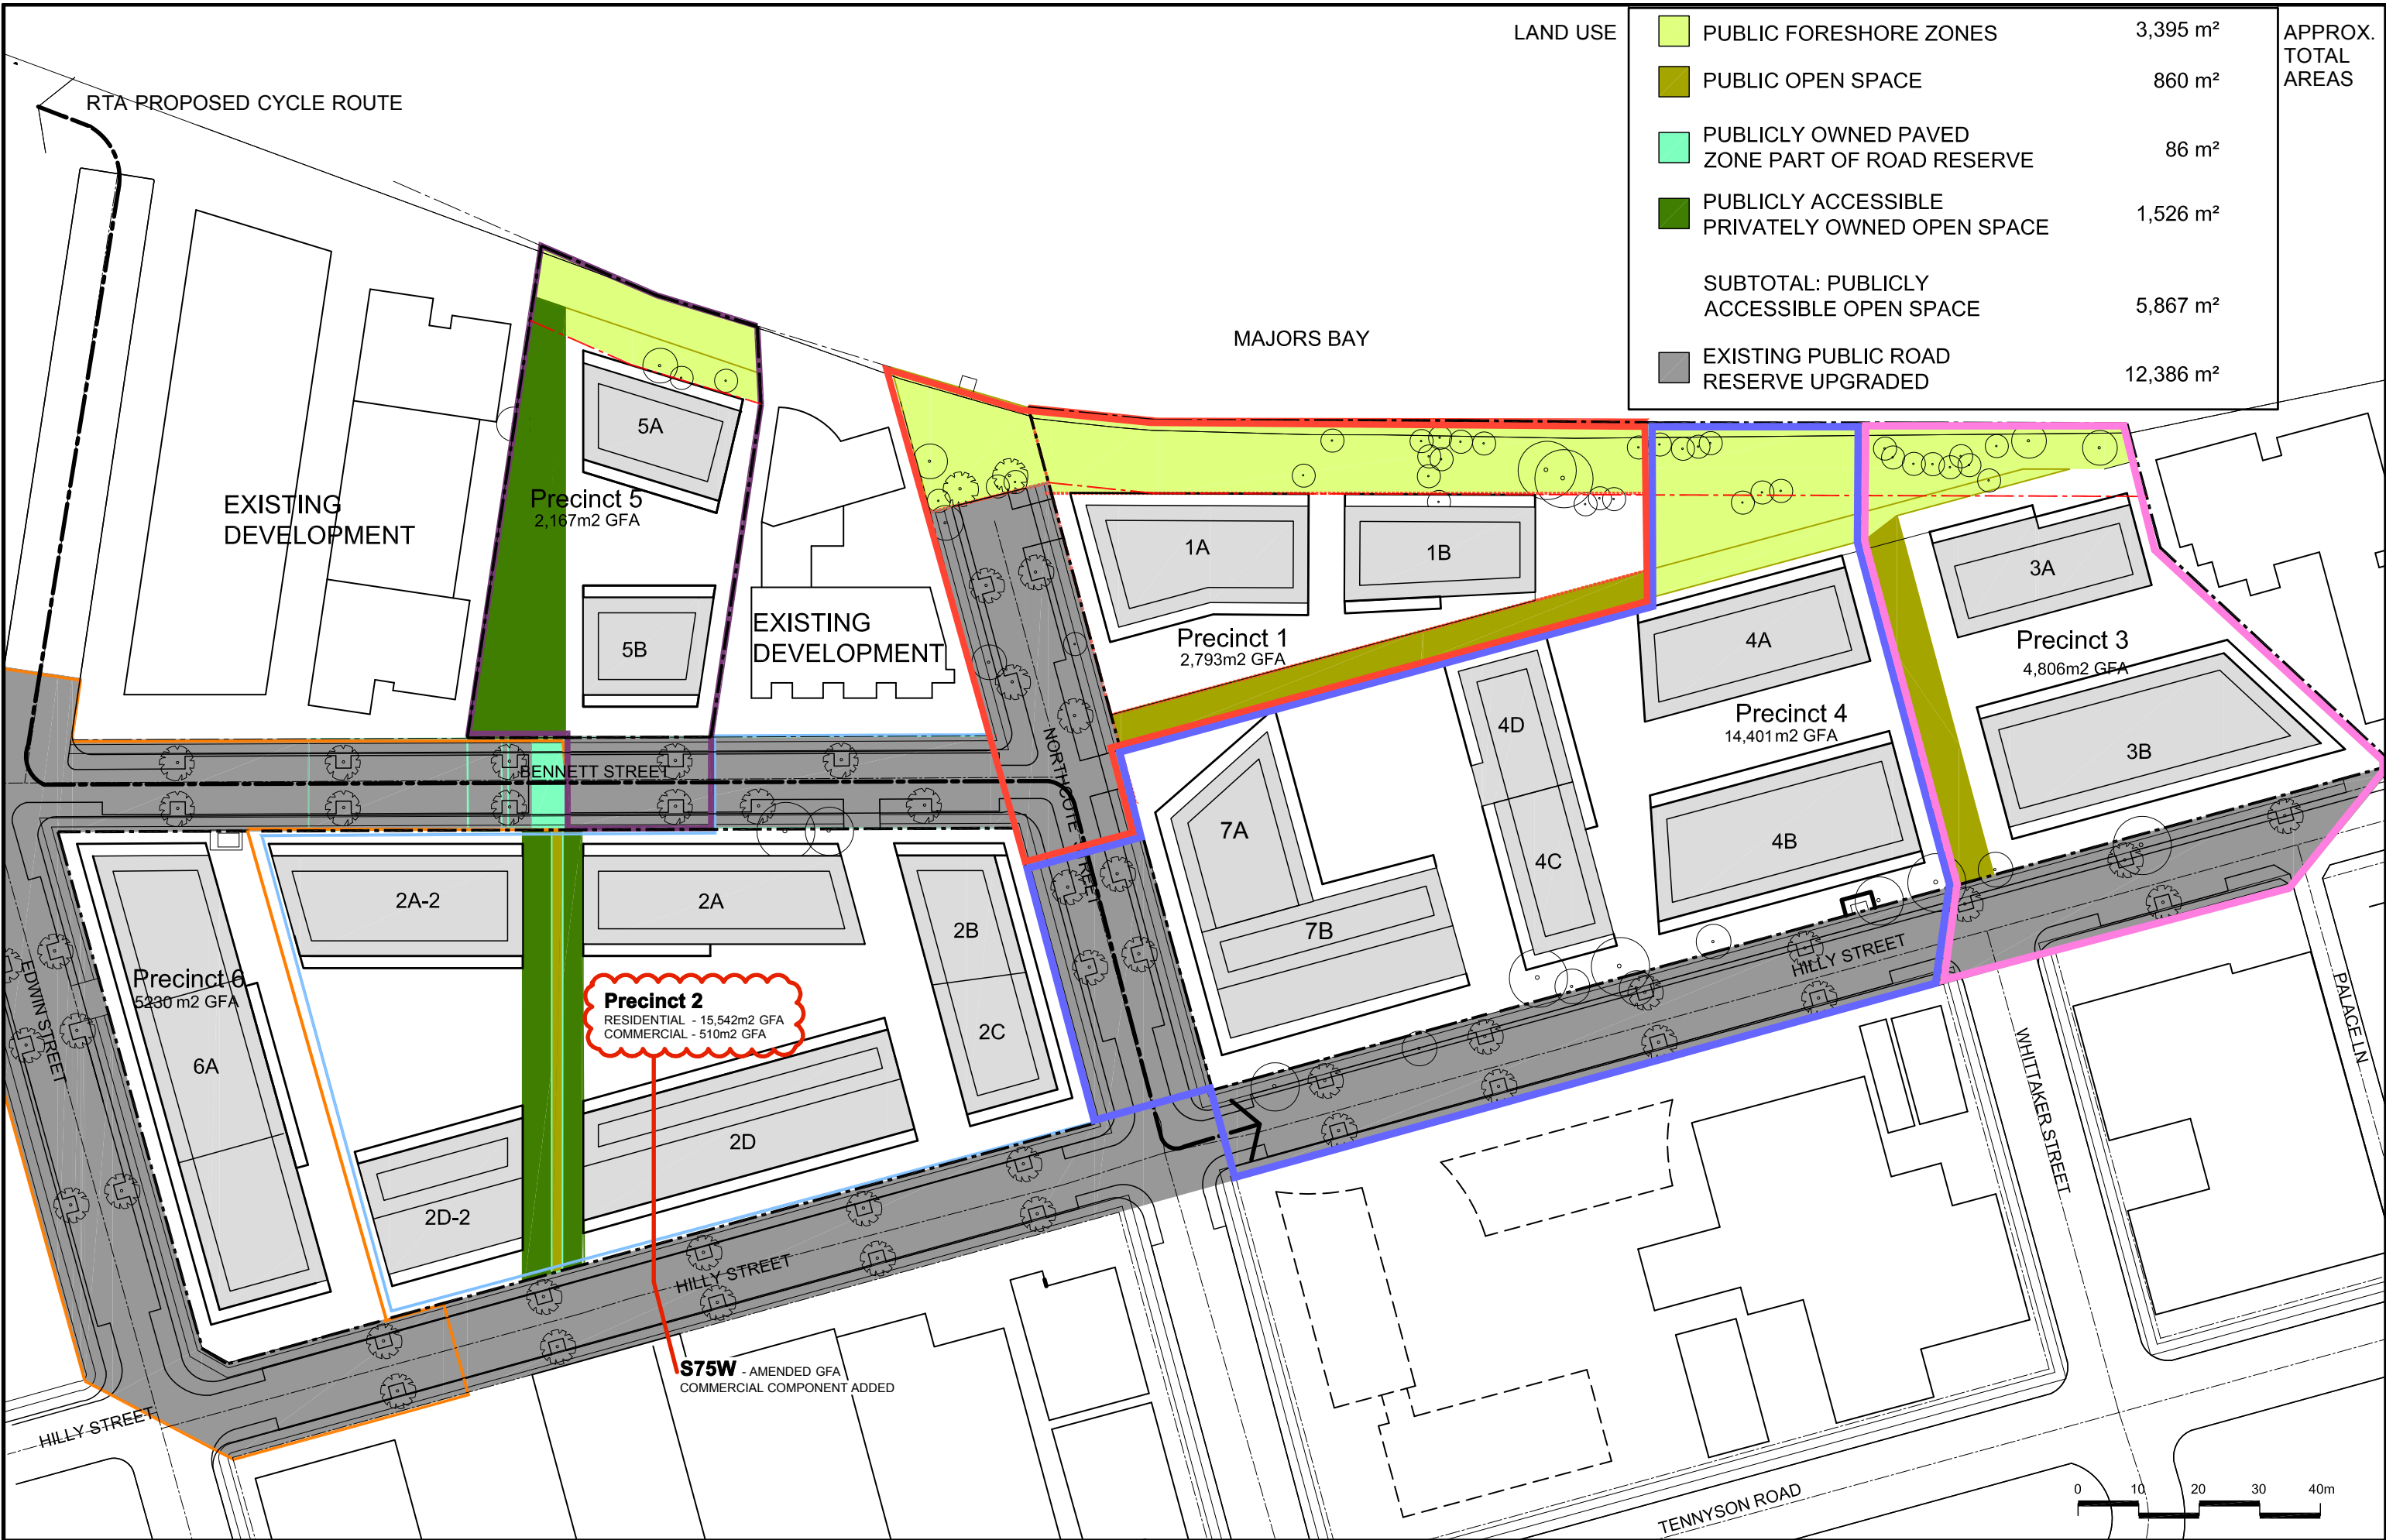 LAND USE
PUBLIC FORESHORE ZONES
3,395 m²
APPROX.
TOTAL
AREAS
PUBLIC OPEN SPACE
860 m²
PUBLICLY OWNED PAVED
ZONE PART OF ROAD RESERVE
86 m²
PUBLICLY ACCESSIBLE
PRIVATELY OWNED OPEN SPACE
1,526 m²
SUBTOTAL: PUBLICLY
ACCESSIBLE OPEN SPACE
5,867 m²
EXISTING PUBLIC ROAD
RESERVE UPGRADED
12,386 m²
RTA PROPOSED CYCLE ROUTE
MAJORS BAY
EXISTING
DEVELOPMENT
Precinct 5
2,167m2 GFA
5A
5B
EXISTING
DEVELOPMENT
1A
1B
Precinct 1
2,793m2 GFA
3A
Precinct 3
4,806m2 GFA
3B
4A
Precinct 4
14,401m2 GFA
4B
4D
4C
7A
7B
BENNETT STREET
NORTHCOTE STREET
2A-2
2A
2B
2C
Precinct 6
5230 m2 GFA
6A
EDWIN STREET
Precinct 2
RESIDENTIAL - 15,542m2 GFA
COMMERCIAL - 510m2 GFA
2D
2D-2
HILLY STREET
HILLY STREET
HILLY STREET
WHITTAKER STREET
PALACE LN
S75W - AMENDED GFA
COMMERCIAL COMPONENT ADDED
TENNYSON ROAD
0 10 20 30 40m